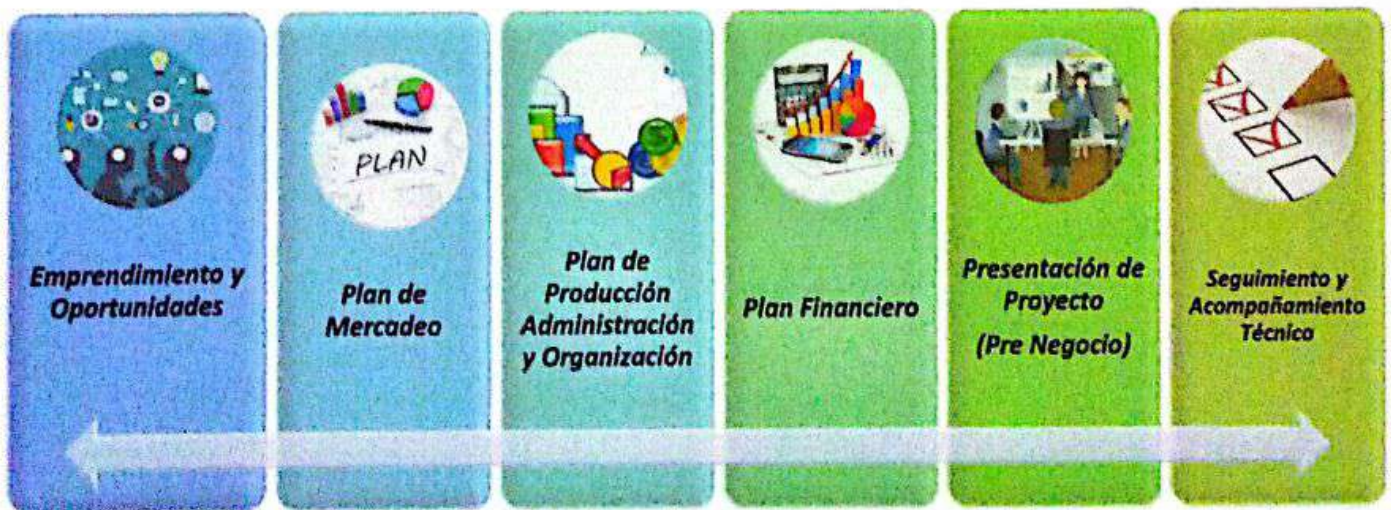 Emprendimiento y
Oportunidades
PLAN
Plan de
Mercadeo
Plan de
Producción
Administración
y Organización
Plan Financiero
Presentación de
Proyecto
(Pre Negocio)
Seguimiento y
Acompañamiento
Técnico